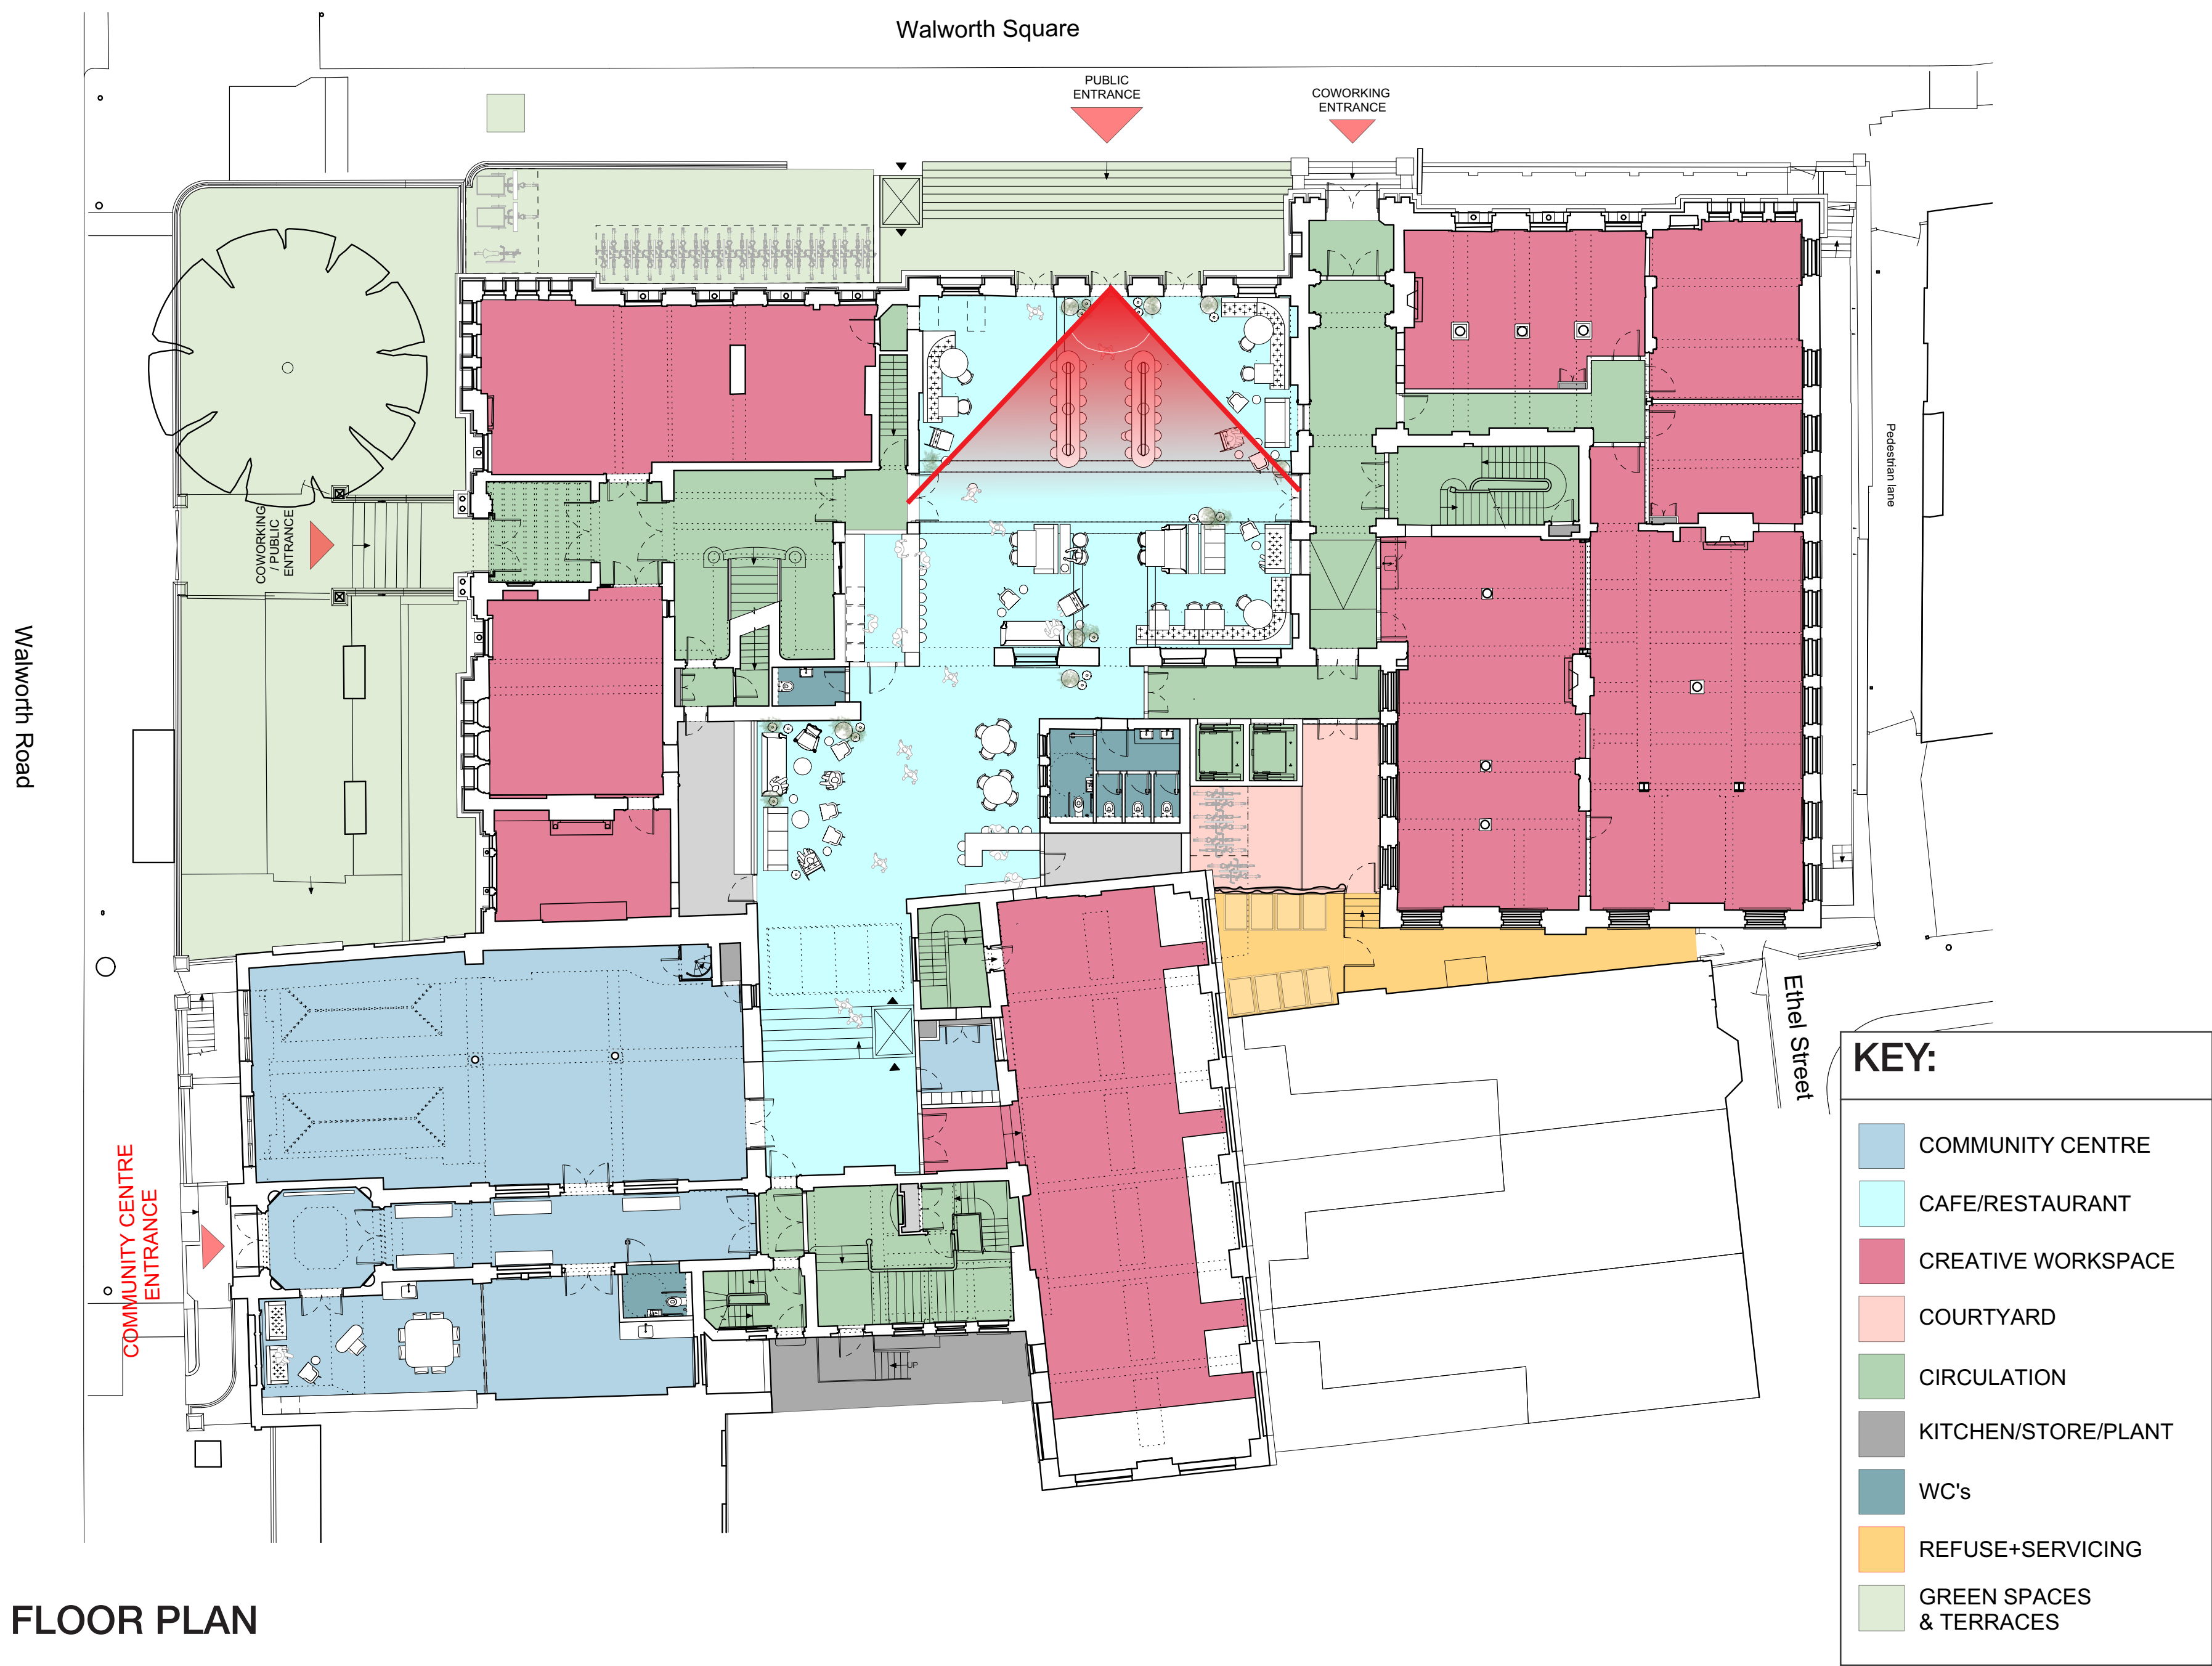 Walworth Square
PUBLIC
ENTRANCE
COWORKING
ENTRANCE
Pedestrian lane
COWORKING
/ PUBLIC
ENTRANCE
Walworth Road
Ethel Street
COMMUNITY CENTRE
ENTRANCE
UP
KEY:
COMMUNITY CENTRE
CAFE/RESTAURANT
CREATIVE WORKSPACE
COURTYARD
CIRCULATION
KITCHEN/STORE/PLANT
WC's
REFUSE+SERVICING
GREEN SPACES
& TERRACES
FLOOR PLAN